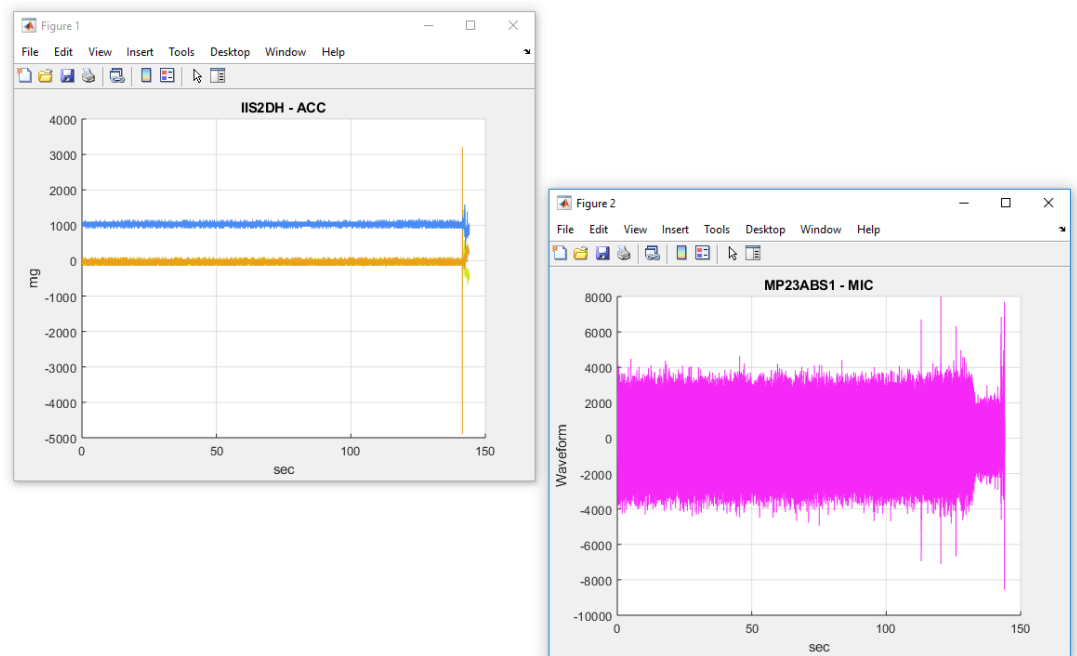 Figure 1
File Edit View Insert Tools Desktop Window Help
IIS2DH - ACC
4000
3000
2000
1000
0
-1000
-2000
-3000
-4000
-5000
mg
0 50 100 150
sec
Figure 2
File Edit View Insert Tools Desktop Window Help
MP23ABS1 - MIC
8000
6000
4000
2000
0
-2000
-4000
-6000
-8000
-10000
Waveform
0 50 100 150
sec